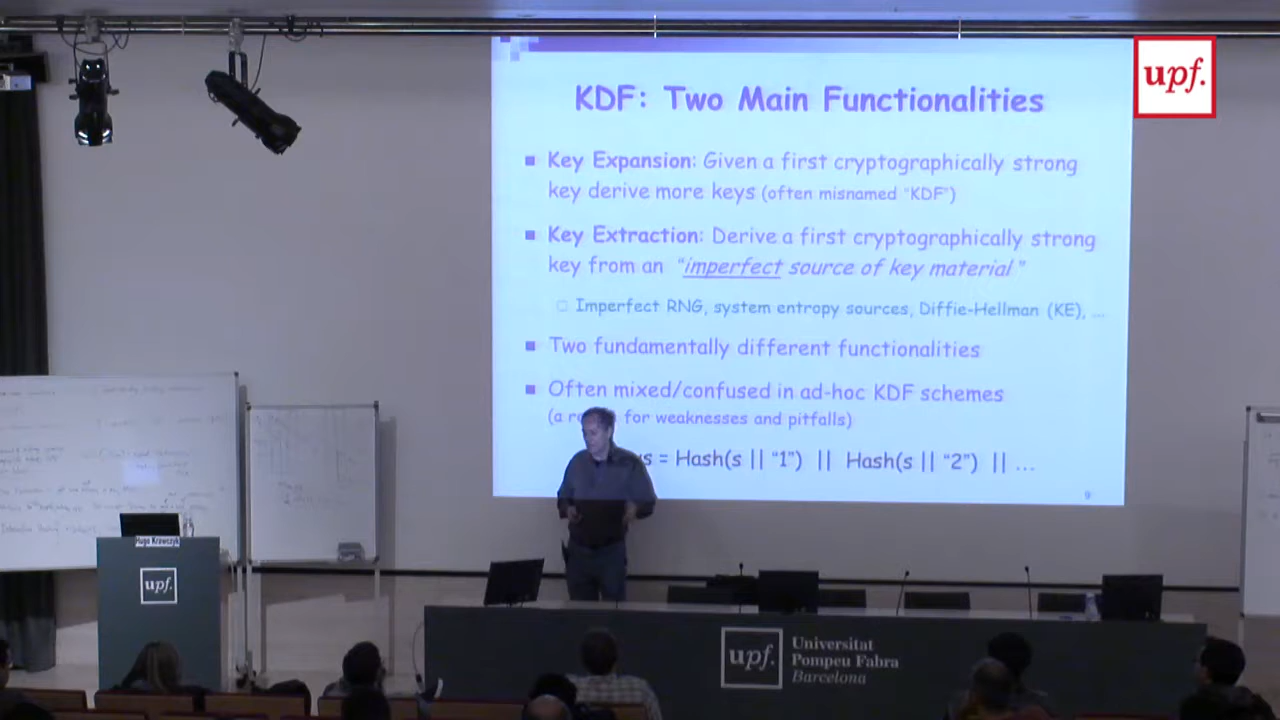 upf.
KDF: Two Main Functionalities
Key Expansion: Given a first cryptographically strong
key derive more keys (often misnamed "KDF")
Key Extraction: Derive a first cryptographically strong
key from an "imperfect source of key material"
Imperfect RNG, system entropy sources, Diffie-Hellman (KE), ...
Two fundamentally different functionalities
Often mixed/confused in ad-hoc KDF schemes
(a for weaknesses and pitfalls)
= Hash(s || "1") || Hash(s || "2") || ...
9
Hugo Krawczyk
upf.
upf.
Universitat
Pompeu Fabra
Barcelona